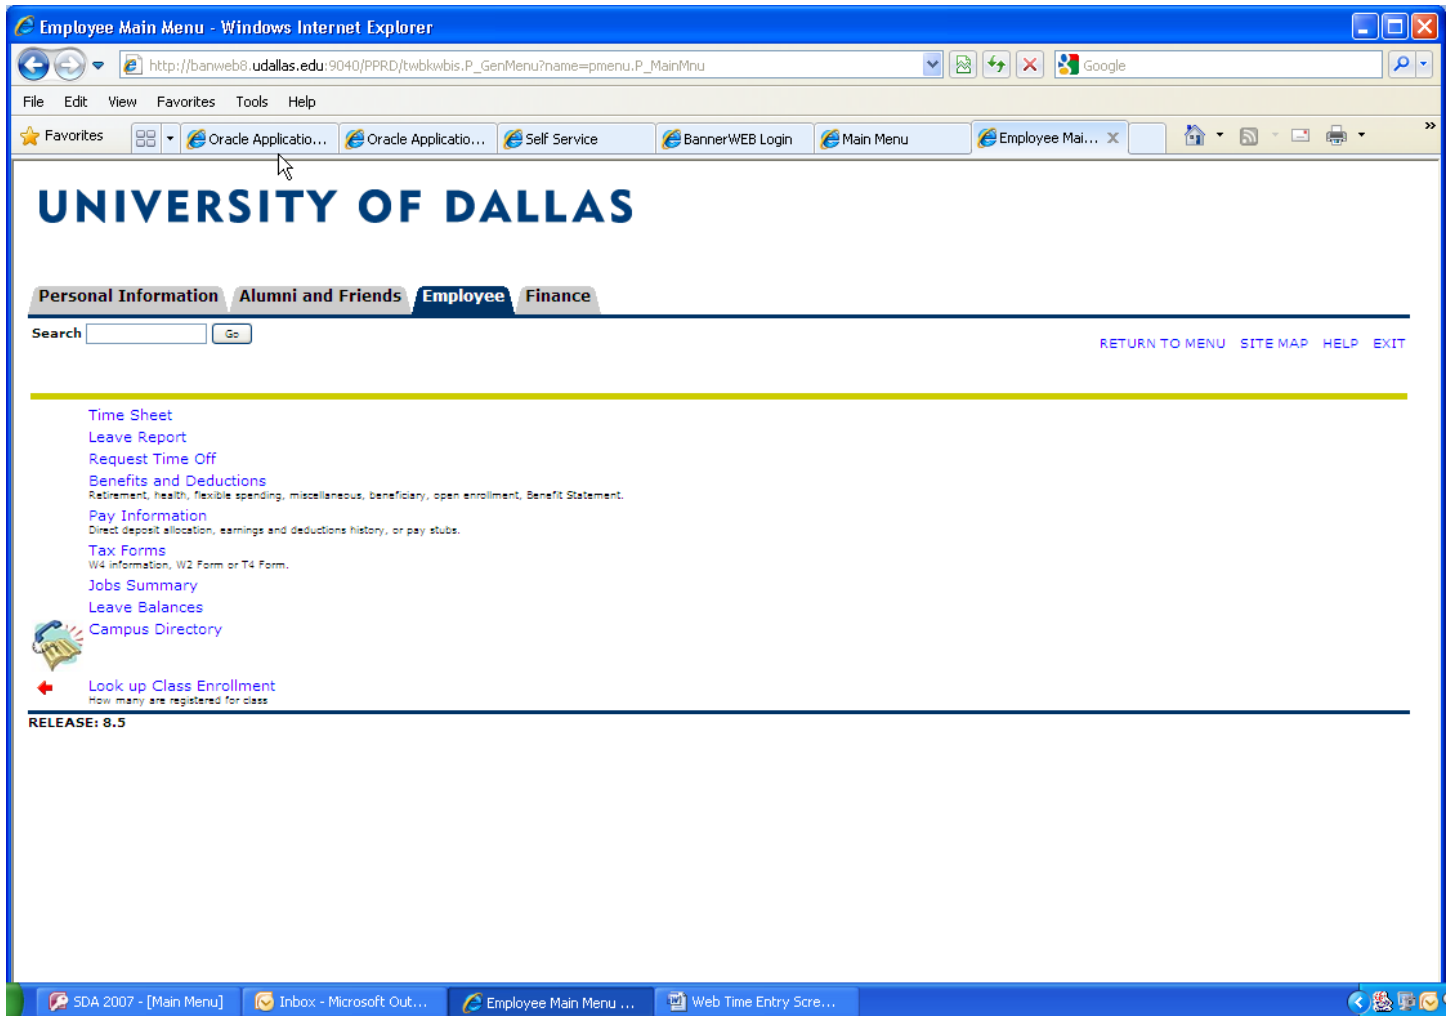 Employee Main Menu - Windows Internet Explorer
http://banweb8.udallas.edu:9040/PPRD/twbkwbis.P_GenMenu?name=pmenu.P_MainMnu
Google
File Edit View Favorites Tools Help
Favorites Oracle Applicatio... Oracle Applicatio... Self Service BannerWEB Login Main Menu Employee Mai... X »
UNIVERSITY OF DALLAS
Personal Information Alumni and Friends Employee Finance
Search Go
RETURN TO MENU SITE MAP HELP EXIT
Time Sheet
Leave Report
Request Time Off
Benefits and Deductions
Retirement, health, flexible spending, miscellaneous, beneficiary, open enrollment, Benefit Statement.
Pay Information
Direct deposit allocation, earnings and deductions history, or pay stubs.
Tax Forms
W4 information, W2 Form or T4 Form.
Jobs Summary
Leave Balances
Campus Directory
Look up Class Enrollment
How many are registered for class
RELEASE: 8.5
SDA 2007 - [Main Menu] Inbox - Microsoft Out... Employee Main Menu ... Web Time Entry Scre...